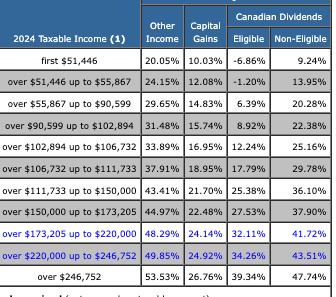 Canadian Dividends
Other Capital
2024 Taxable Income (1) Income Gains Eligible Non-Eligible
first $51,446 20.05% 10.03% -6.86% 9.24%
over $51,446 up to $55,867 24.15% 12.08% -1.20% 13.95%
over $55,867 up to $90,599 29.65% 14.83% 6.39% 20.28%
over $90,599 up to $102,894 31.48% 15.74% 8.92% 22.38%
over $102,894 up to $106,732 33.89% 16.95% 12.24% 25.16%
over $106,732 up to $111,733 37.91% 18.95% 17.79% 29.78%
over $111,733 up to $150,000 43.41% 21.70% 25.38% 36.10%
over $150,000 up to $173,205 44.97% 22.48% 27.53% 37.90%
over $173,205 up to $220,000 48.29% 24.14% 32.11% 41.72%
over $220,000 up to $246,752 49.85% 24.92% 34.26% 43.51%
over $246,752 53.53% 26.76% 39.34% 47.74%